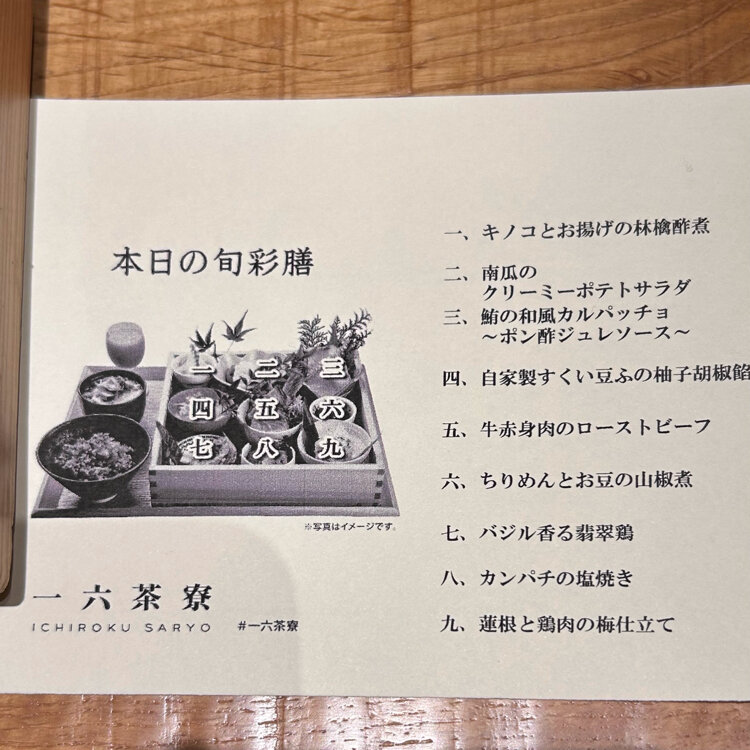 本日の旬彩膳
一 二 三
四 五 六
七 八 九
※写真はイメージです。
一六茶寮
ICHIROKU SARYO #一六茶寮
一、キノコとお揚げの林檎酢煮
二、南瓜の
クリーミーポテトサラダ
三、鮪の和風カルパッチョ
～ポン酢ジュレソース～
四、自家製すくい豆ふの柚子胡椒餡
五、牛赤身肉のローストビーフ
六、ちりめんとお豆の山椒煮
七、バジル香る翡翠鶏
八、カンパチの塩焼き
九、蓮根と鶏肉の梅仕立て